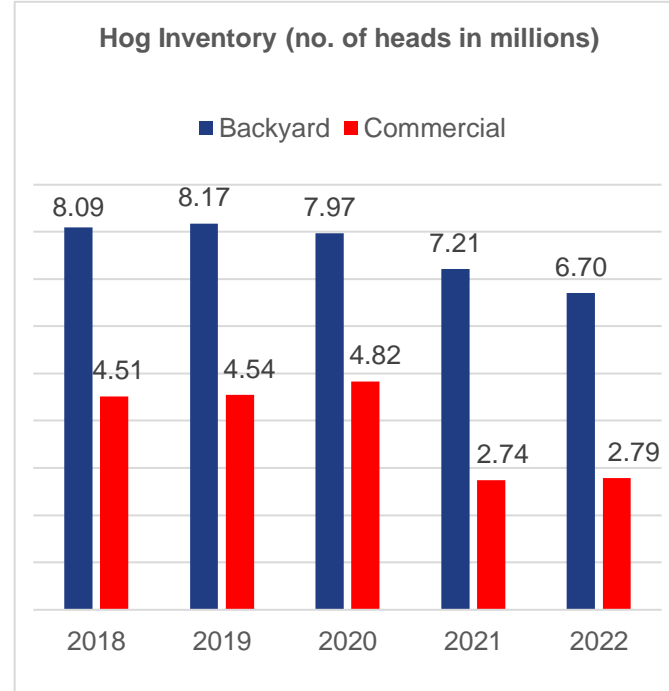 Hog Inventory (no. of heads in millions)
Backyard Commercial
8.09 8.17 7.97 7.21 6.70
4.51 4.54 4.82 2.74 2.79
2018 2019 2020 2021 2022